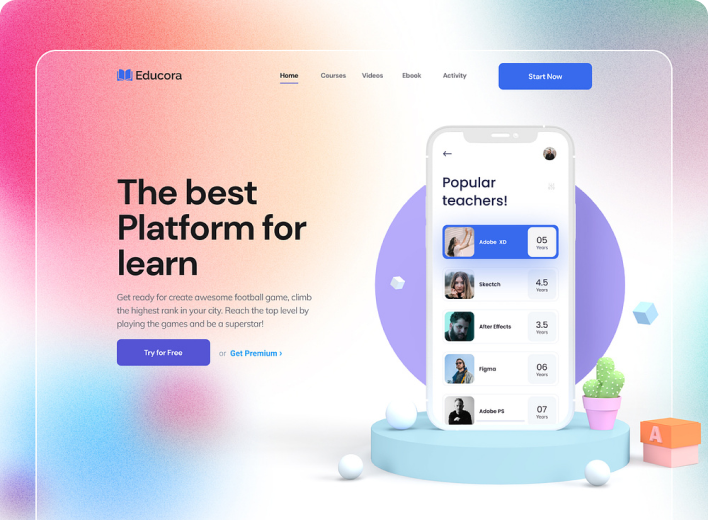 Educora
Home Courses Videos Ebook Activity
Start Now
The best
Platform for
learn
Get ready for create awesome football game, climb
the highest rank in your city. Reach the top level by
playing the games and be a superstar!
Try for Free or Get Premium ›
Popular
teachers!
Adobe XD 05 Years
Skectch 4.5 Years
After Effects 3.5 Years
Figma 06 Years
Adobe PS 07 Years
A